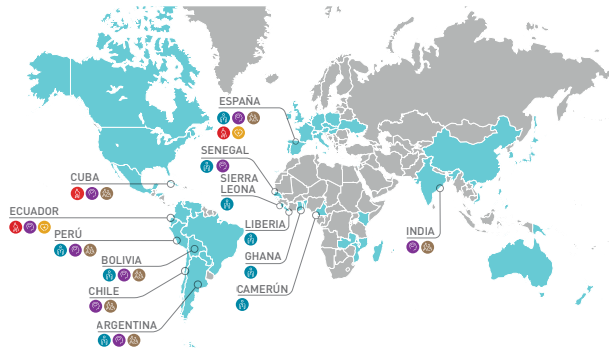 ESPAÑA
SENEGAL
SIERRA
LEONA
CUBA
ECUADOR
LIBERIA
PERÚ
INDIA
GHANA
BOLIVIA
CHILE
CAMERÚN
ARGENTINA